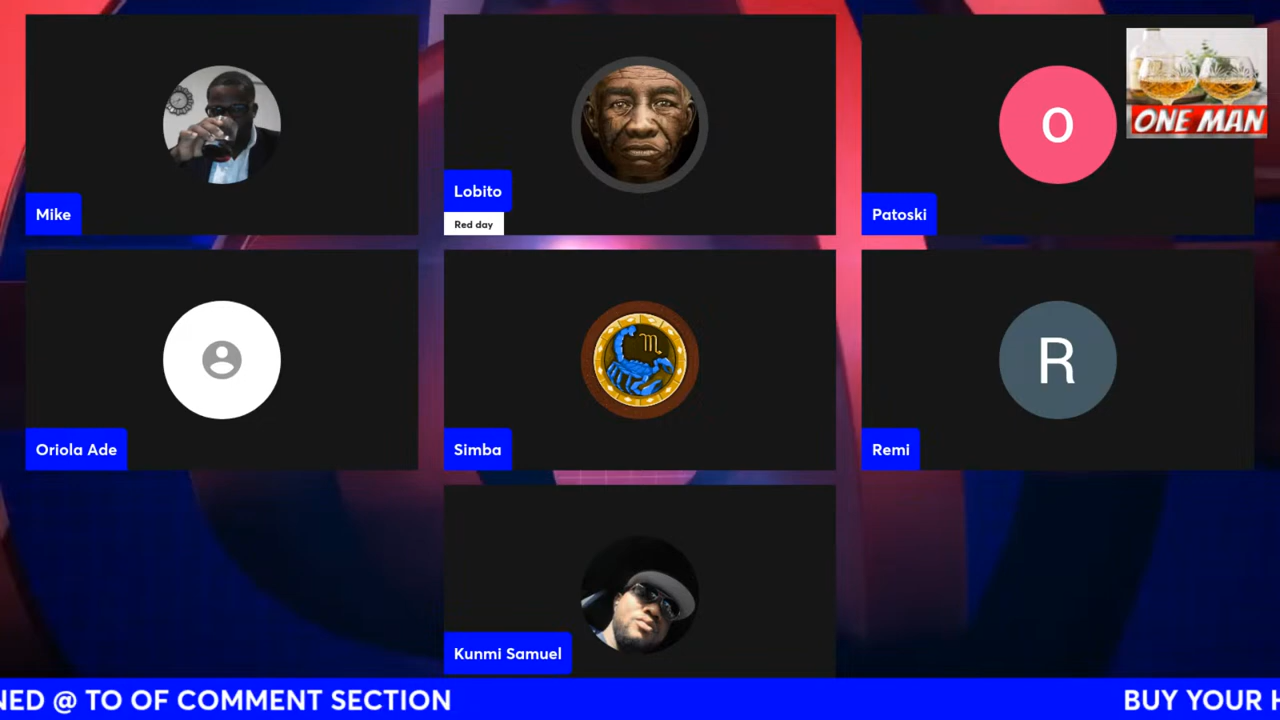 ONE MAN
O
Mike
Lobito
Red day
Patoski
R
Oriola Ade
Simba
Remi
Kunmi Samuel
NED @ TO OF COMMENT SECTION
BUY YOUR H